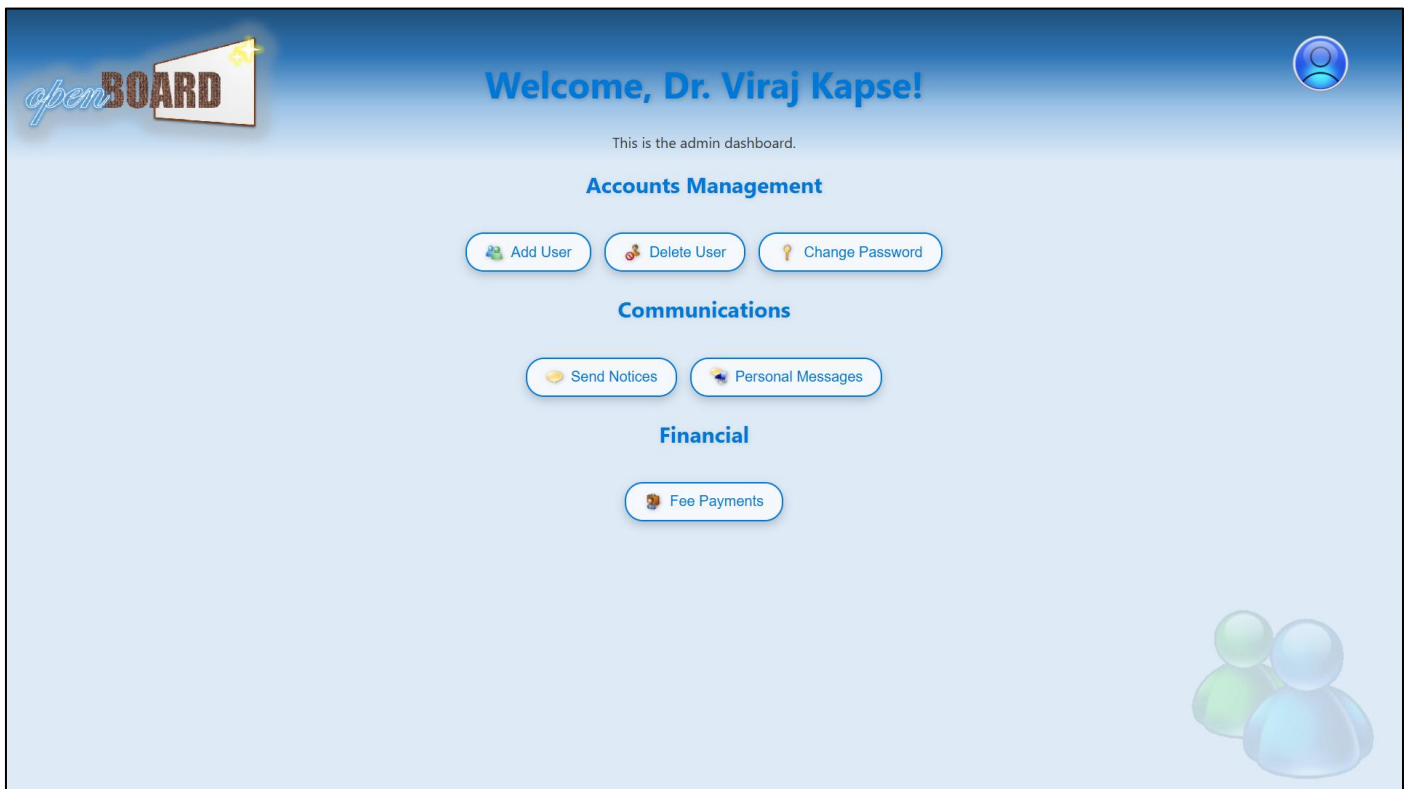 openBOARD
Welcome, Dr. Viraj Kapse!
This is the admin dashboard.
Accounts Management
Add User Delete User Change Password
Communications
Send Notices Personal Messages
Financial
Fee Payments